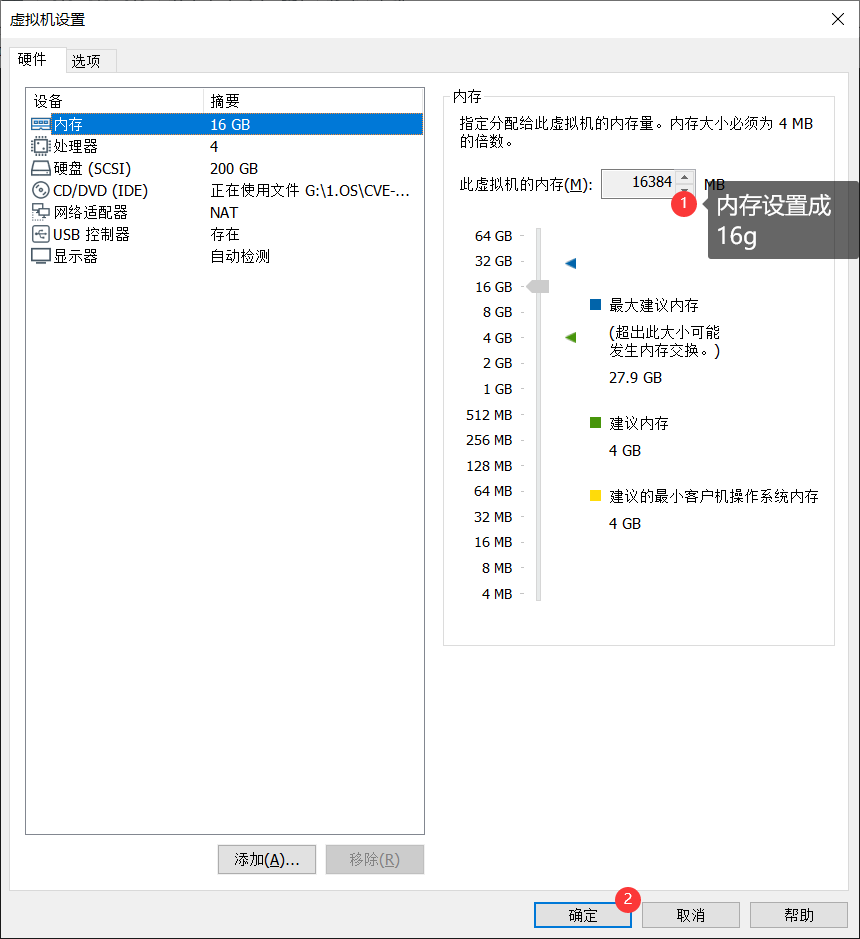 虚拟机设置
硬件 选项
设备 摘要
内存 16 GB
处理器 4
硬盘 (SCSI) 200 GB
CD/DVD (IDE) 正在使用文件 G:\1.OS\CVE-...
网络适配器 NAT
USB 控制器 存在
显示器 自动检测
添加(A)... 移除(R)
内存
指定分配给此虚拟机的内存量。内存大小必须为 4 MB
的倍数。
此虚拟机的内存(M): 16384 MB
1
内存设置成
16g
64 GB
32 GB
16 GB
8 GB
4 GB
2 GB
1 GB
512 MB
256 MB
128 MB
64 MB
32 MB
16 MB
8 MB
4 MB
最大建议内存
(超出此大小可能
发生内存交换。)
27.9 GB
建议内存
4 GB
建议的最小客户机操作系统内存
4 GB
2
确定 取消 帮助